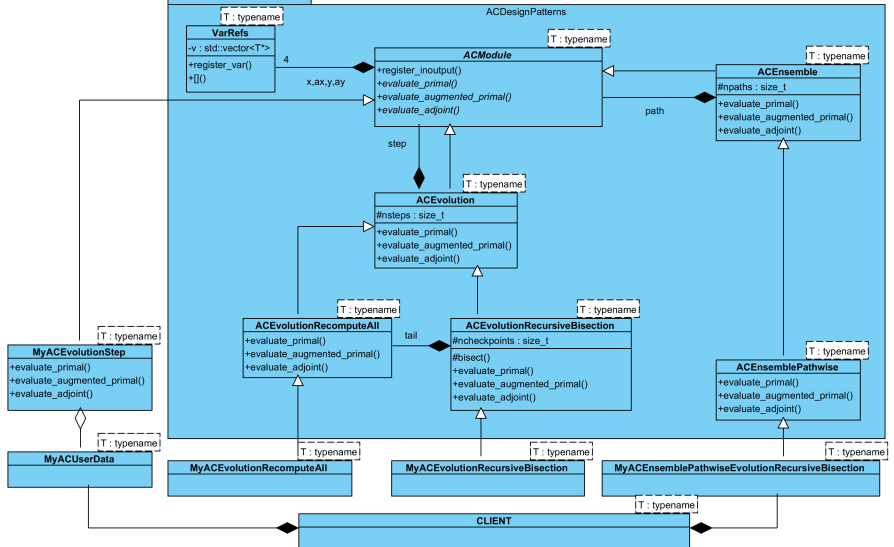 ACDesignPatterns
T : typename
VarRefs
-v : std::vector<T*>
+register_var()
+[]()
4
x,ax,y,ay
T : typename
ACModule
+register_inoutput()
+evaluate_primal()
+evaluate_augmented_primal()
+evaluate_adjoint()
T : typename
ACEnsemble
#npaths : size_t
+evaluate_primal()
+evaluate_augmented_primal()
+evaluate_adjoint()
path
step
T : typename
ACEvolution
#nsteps : size_t
+evaluate_primal()
+evaluate_augmented_primal()
+evaluate_adjoint()
T : typename
ACEvolutionRecomputeAll
+evaluate_primal()
+evaluate_augmented_primal()
+evaluate_adjoint()
tail
T : typename
ACEvolutionRecursiveBisection
#ncheckpoints : size_t
#bisect()
+evaluate_primal()
+evaluate_augmented_primal()
+evaluate_adjoint()
T : typename
MyACEvolutionStep
+evaluate_primal()
+evaluate_augmented_primal()
+evaluate_adjoint()
T : typename
ACEnsemblePathwise
+evaluate_primal()
+evaluate_augmented_primal()
+evaluate_adjoint()
T : typename
MyACUserData
T : typename
MyACEvolutionRecomputeAll
T : typename
MyACEvolutionRecursiveBisection
T : typename
MyACEnsemblePathwiseEvolutionRecursiveBisection
T : typename
CLIENT